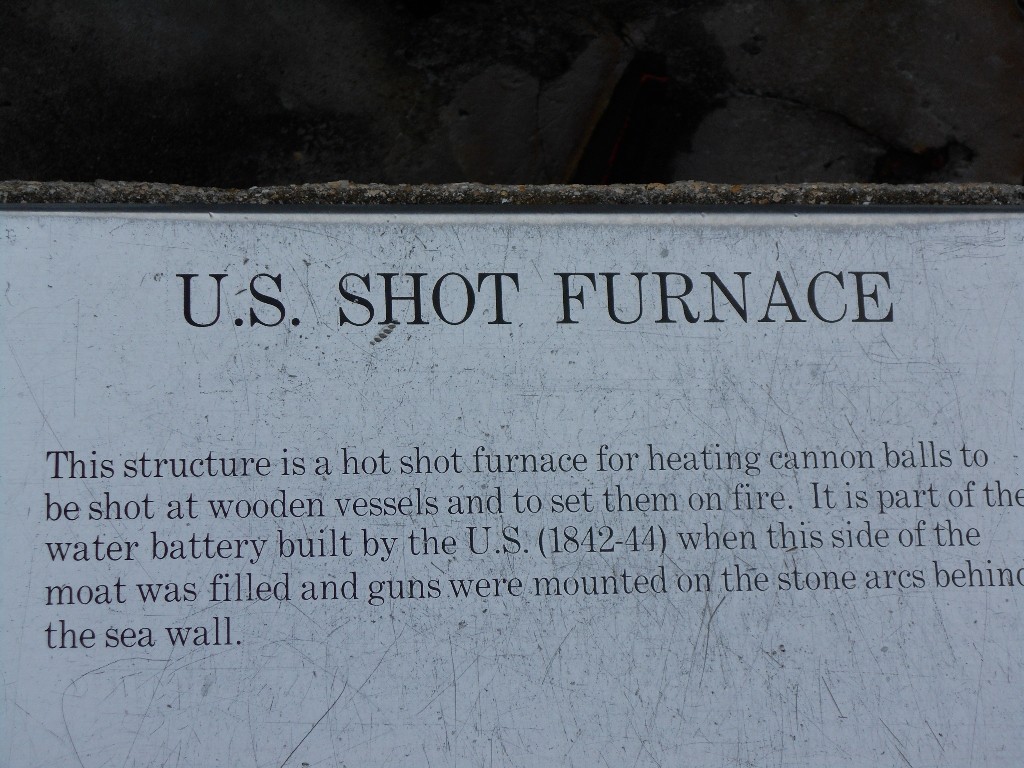 U.S. SHOT FURNACE
This structure is a hot shot furnace for heating cannon balls to
be shot at wooden vessels and to set them on fire. It is part of the
water battery built by the U.S. (1842-44) when this side of the
moat was filled and guns were mounted on the stone arcs behind
the sea wall.